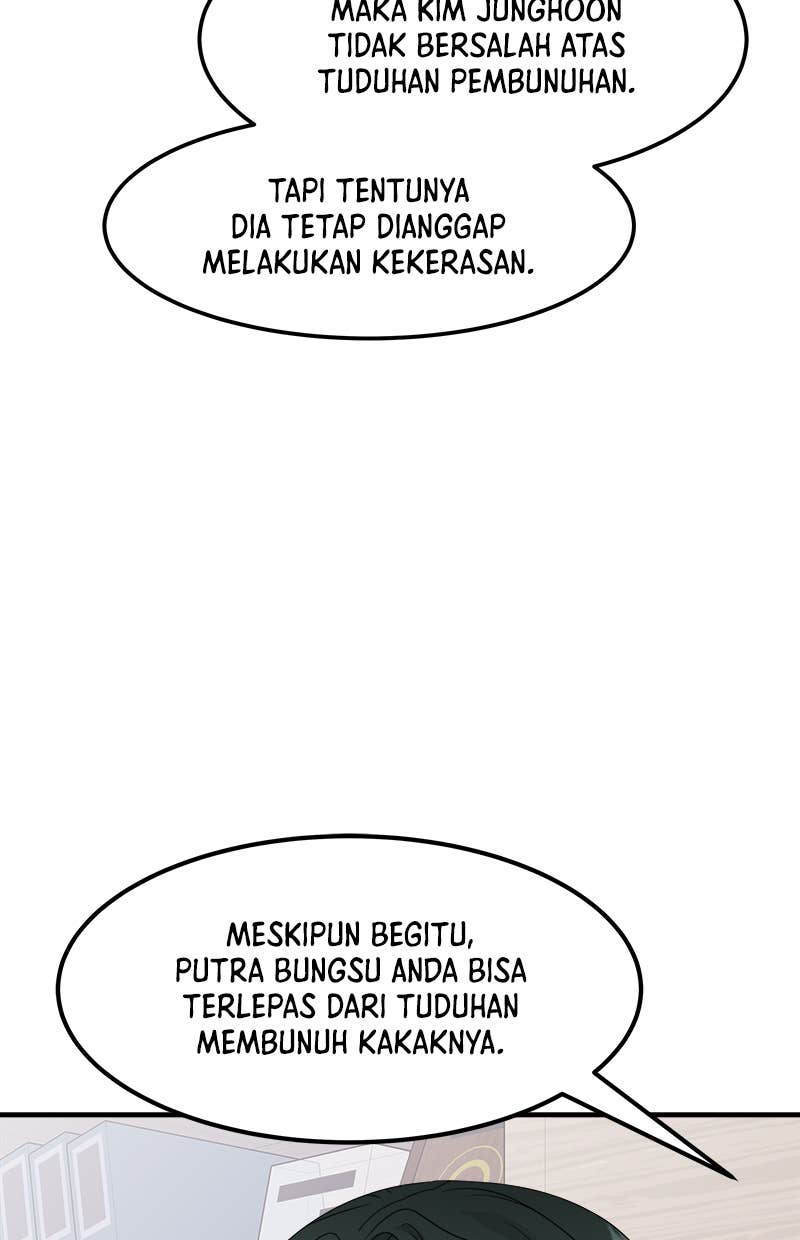 MAKA KIM JUNGHOON
TIDAK BERSALAH ATAS
TUDUHAN PEMBUNUHAN.
TAPI TENTUNYA
DIA TETAP DIANGGAP
MELAKUKAN KEKERASAN.
MESKIPUN BEGITU,
PUTRA BUNGSU ANDA BISA
TERLEPAS DARI TUDUHAN
MEMBUNUH KAKAKNYA.